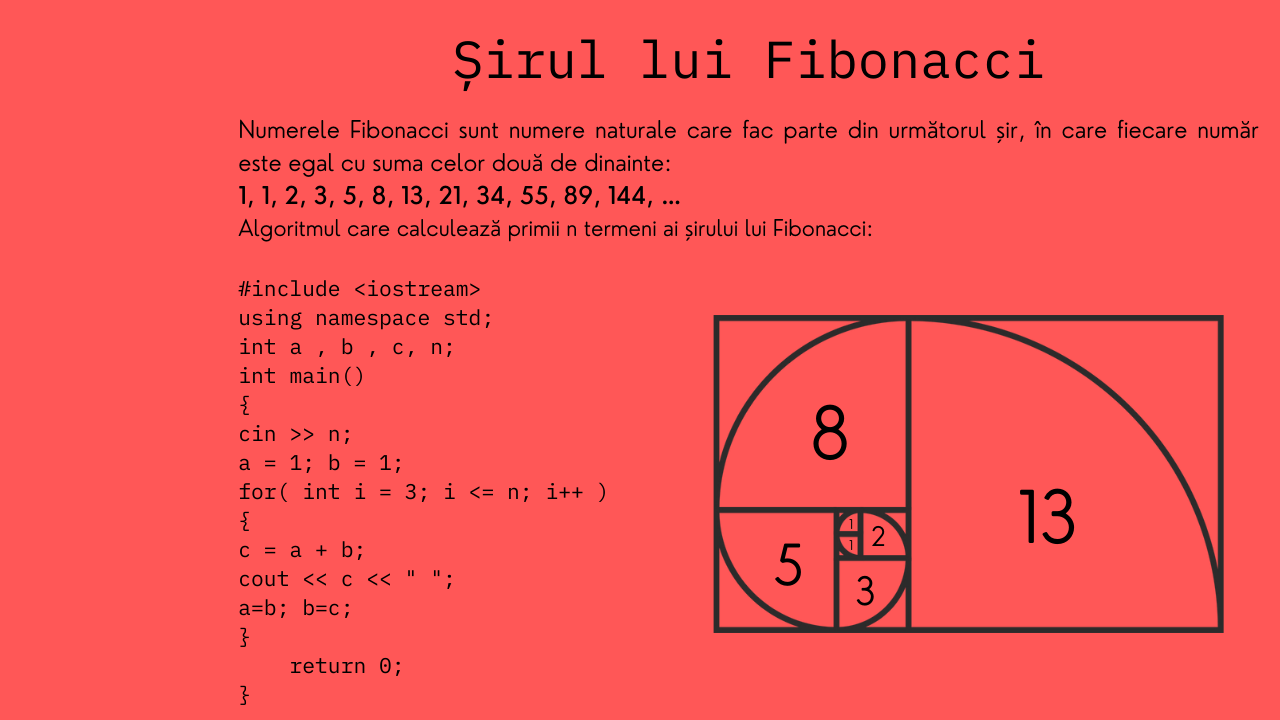 Șirul lui Fibonacci
Numerele Fibonacci sunt numere naturale care fac parte din următorul șir, în care fiecare număr
este egal cu suma celor două de dinainte:
1, 1, 2, 3, 5, 8, 13, 21, 34, 55, 89, 144, ...
Algoritmul care calculează primii n termeni ai șirului lui Fibonacci:
#include <iostream>
using namespace std;
int a , b , c, n;
int main()
{
cin >> n;
a = 1; b = 1;
for( int i = 3; i <= n; i++ )
{
c = a + b;
cout << c << " ";
a=b; b=c;
}
    return 0;
}
8
13
1
2
1
5
3